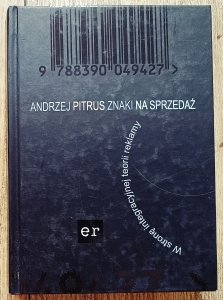 9 788390 049427 >
ANDRZEJ PITRUS ZNAKI NA SPRZEDAŻ
W stronę integracyjnej teorii reklamy
er